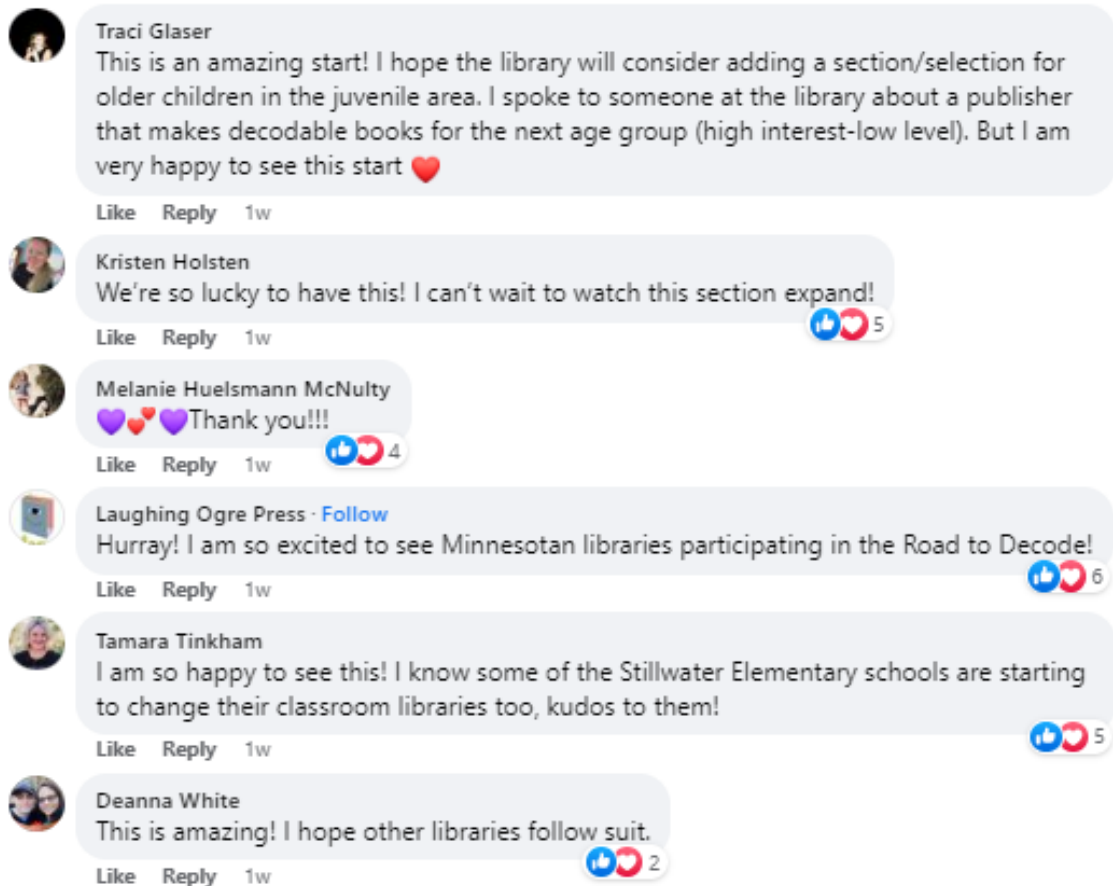 Traci Glaser
This is an amazing start! I hope the library will consider adding a section/selection for
older children in the juvenile area. I spoke to someone at the library about a publisher
that makes decodable books for the next age group (high interest-low level). But I am
very happy to see this start ❤️
Like Reply 1w
Kristen Holsten
We're so lucky to have this! I can't wait to watch this section expand!
5
Like Reply 1w
Melanie Huelsmann McNulty
💜💕💜Thank you!!!
4
Like Reply 1w
Laughing Ogre Press · Follow
Hurray! I am so excited to see Minnesotan libraries participating in the Road to Decode!
6
Like Reply 1w
Tamara Tinkham
I am so happy to see this! I know some of the Stillwater Elementary schools are starting
to change their classroom libraries too, kudos to them!
5
Like Reply 1w
Deanna White
This is amazing! I hope other libraries follow suit.
2
Like Reply 1w